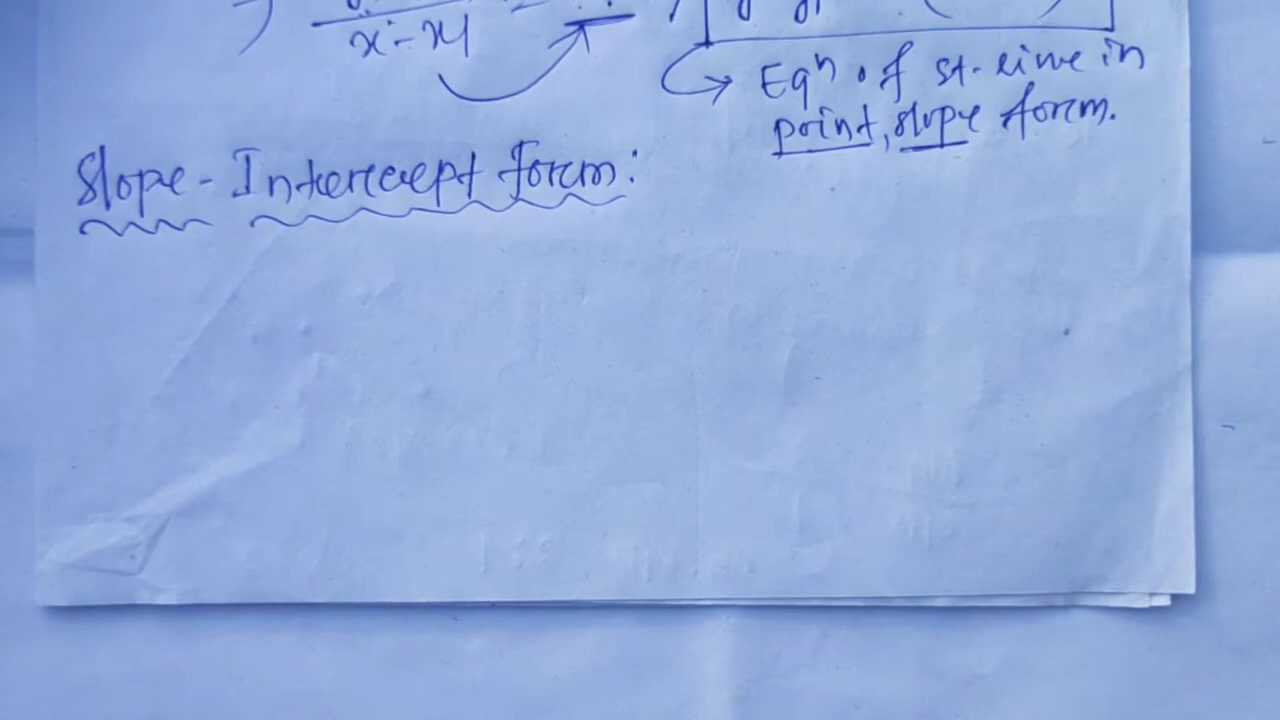 x - x1
Eqn of st. line in
point, slope form.
Slope - Intercept form: